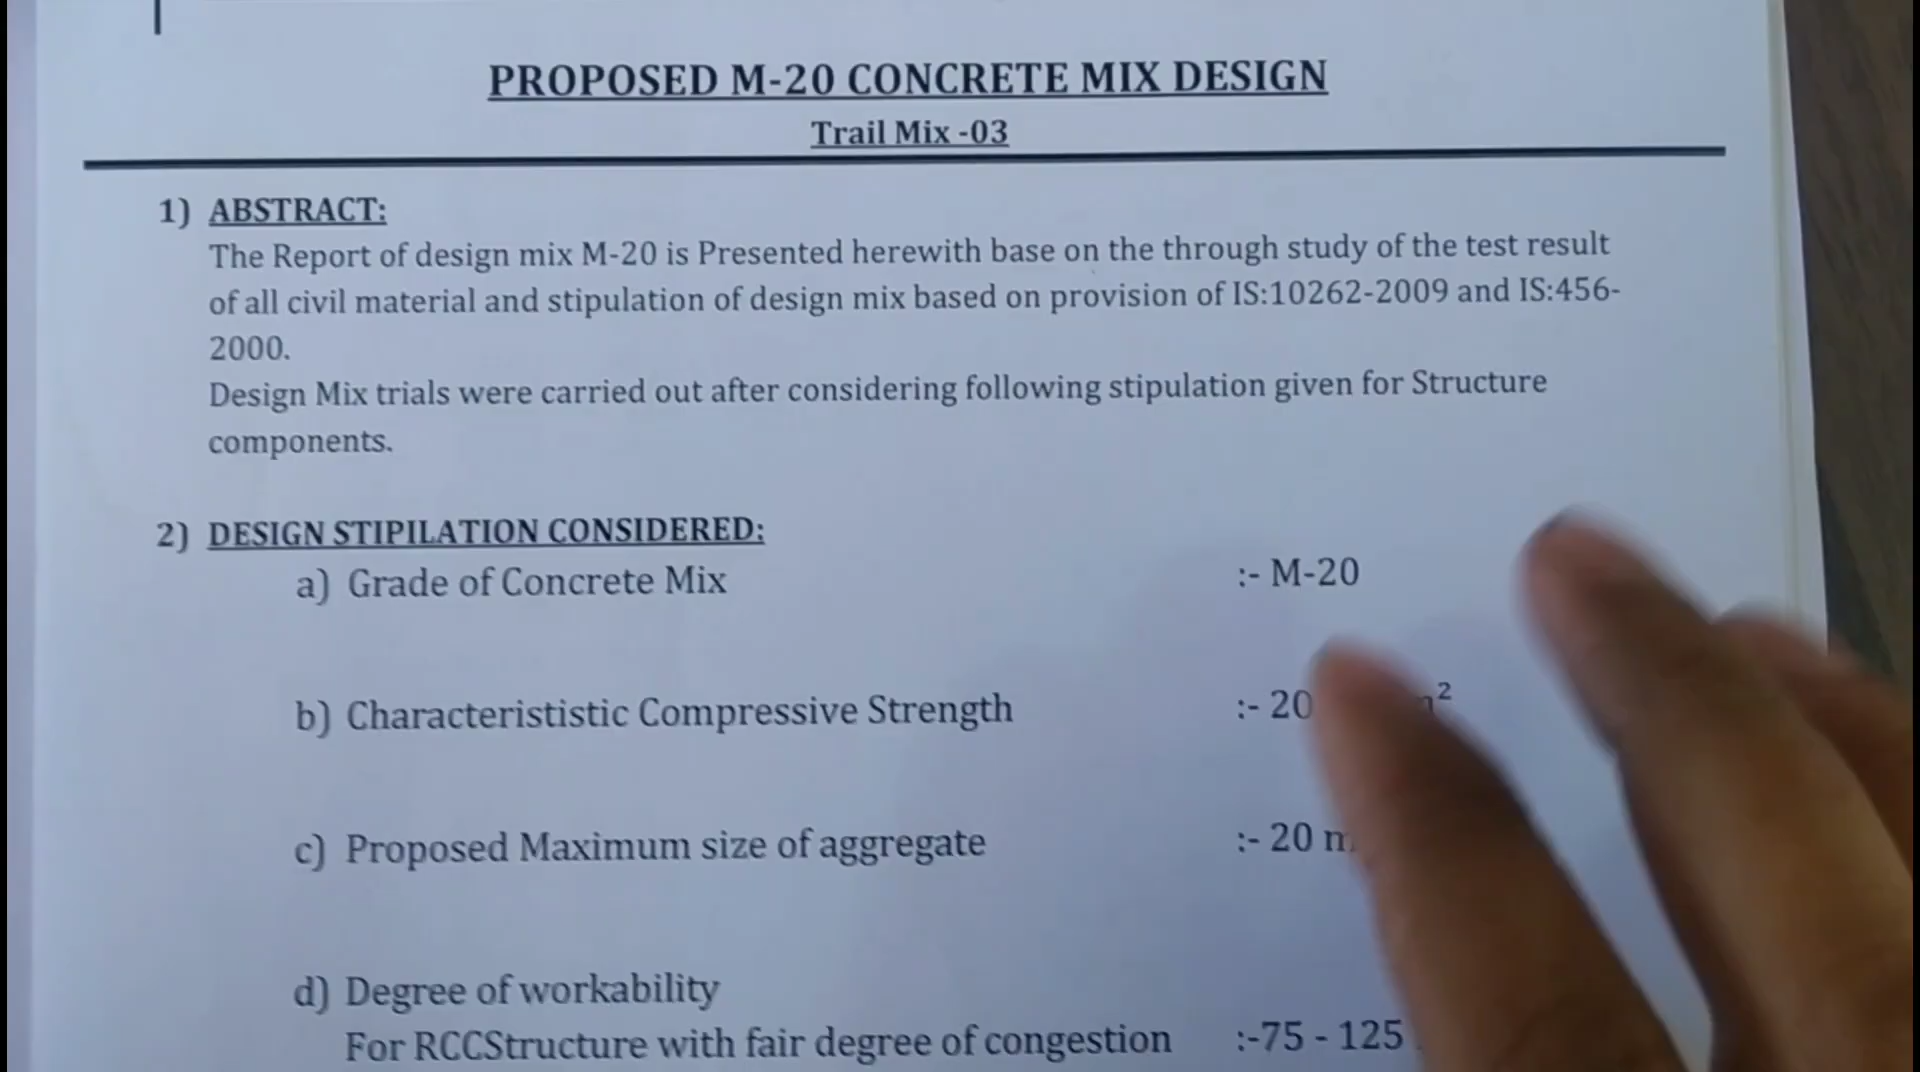 PROPOSED M-20 CONCRETE MIX DESIGN
Trail Mix -03
1) ABSTRACT:
The Report of design mix M-20 is Presented herewith base on the through study of the test result
of all civil material and stipulation of design mix based on provision of IS:10262-2009 and IS:456-
2000.
Design Mix trials were carried out after considering following stipulation given for Structure
components.
2) DESIGN STIPILATION CONSIDERED:
a) Grade of Concrete Mix :- M-20
b) Characterististic Compressive Strength :- 20
c) Proposed Maximum size of aggregate :- 20
d) Degree of workability
For RCCStructure with fair degree of congestion :-75 - 125